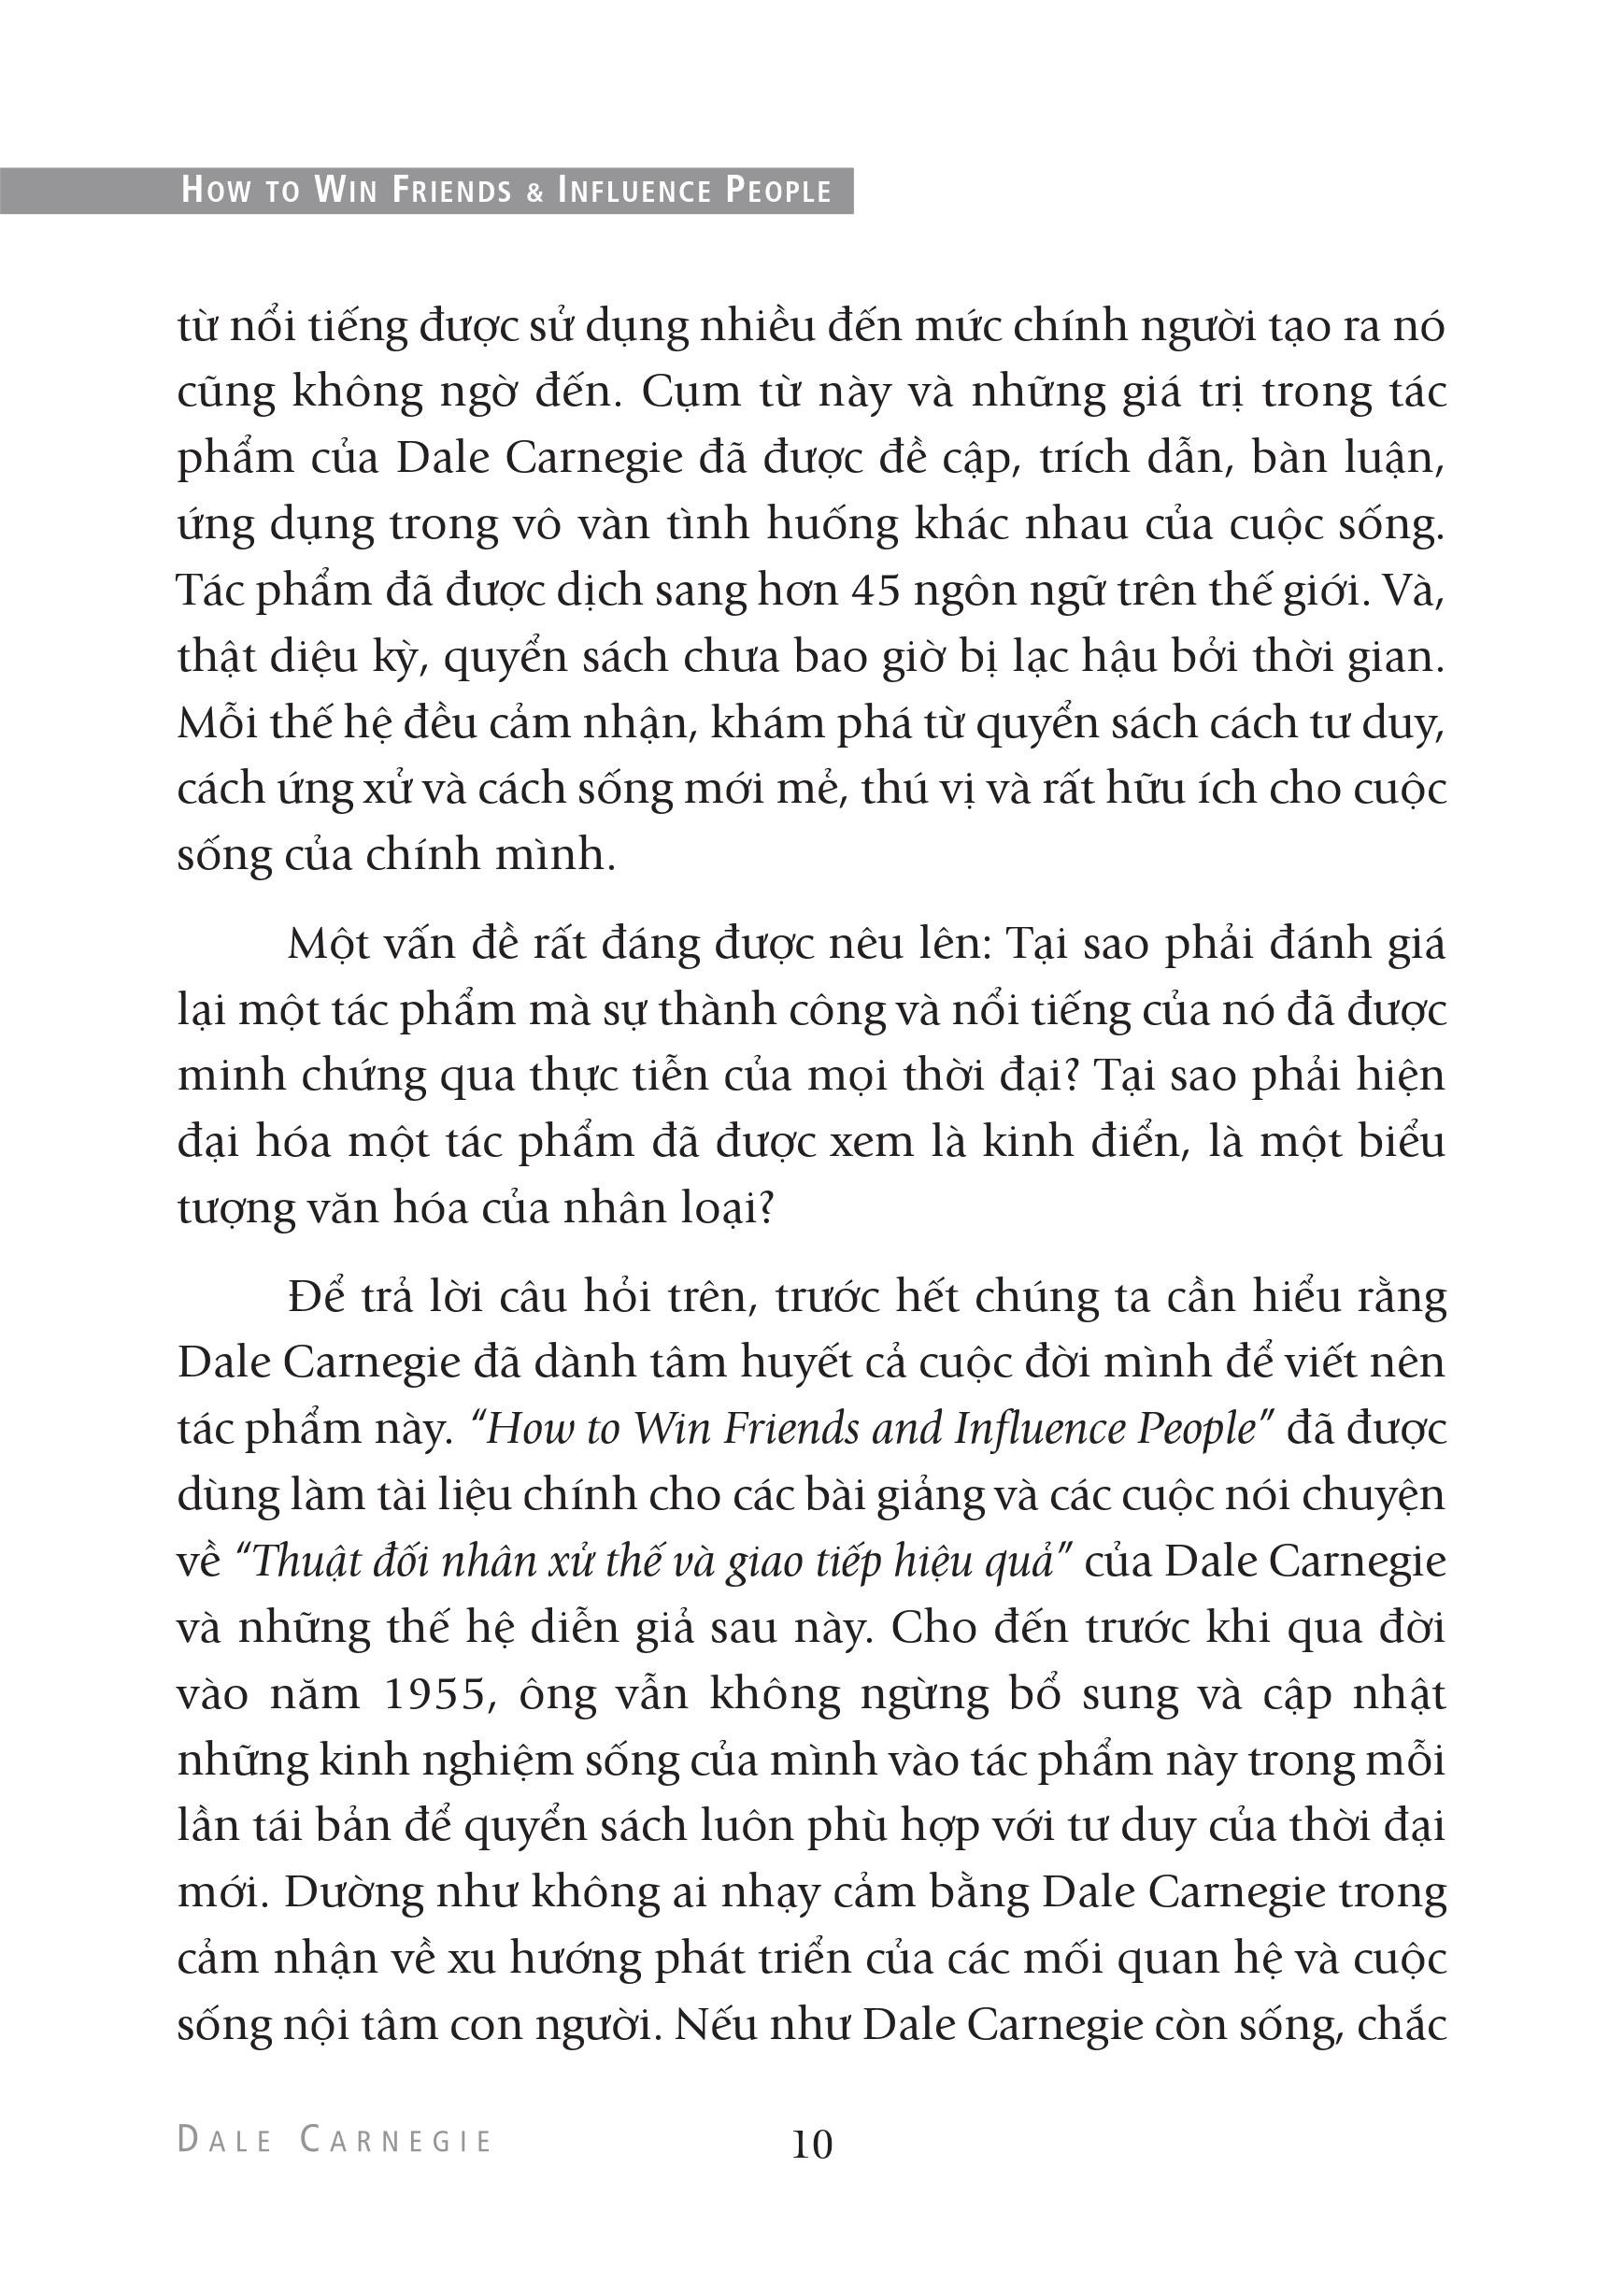 HOW TO WIN FRIENDS & INFLUENCE PEOPLE
từ nổi tiếng được sử dụng nhiều đến mức chính người tạo ra nó
cũng không ngờ đến. Cụm từ này và những giá trị trong tác
phẩm của Dale Carnegie đã được đề cập, trích dẫn, bàn luận,
ứng dụng trong vô vàn tình huống khác nhau của cuộc sống.
Tác phẩm đã được dịch sang hơn 45 ngôn ngữ trên thế giới. Và,
thật diệu kỳ, quyển sách chưa bao giờ bị lạc hậu bởi thời gian.
Mỗi thế hệ đều cảm nhận, khám phá từ quyển sách cách tư duy,
cách ứng xử và cách sống mới mẻ, thú vị và rất hữu ích cho cuộc
sống của chính mình.
Một vấn đề rất đáng được nêu lên: Tại sao phải đánh giá
lại một tác phẩm mà sự thành công và nổi tiếng của nó đã được
minh chứng qua thực tiễn của mọi thời đại? Tại sao phải hiện
đại hóa một tác phẩm đã được xem là kinh điển, là một biểu
tượng văn hóa của nhân loại?
Để trả lời câu hỏi trên, trước hết chúng ta cần hiểu rằng
Dale Carnegie đã dành tâm huyết cả cuộc đời mình để viết nên
tác phẩm này. “How to Win Friends and Influence People” đã được
dùng làm tài liệu chính cho các bài giảng và các cuộc nói chuyện
về “Thuật đối nhân xử thế và giao tiếp hiệu quả” của Dale Carnegie
và những thế hệ diễn giả sau này. Cho đến trước khi qua đời
vào năm 1955, ông vẫn không ngừng bổ sung và cập nhật
những kinh nghiệm sống của mình vào tác phẩm này trong mỗi
lần tái bản để quyển sách luôn phù hợp với tư duy của thời đại
mới. Dường như không ai nhạy cảm bằng Dale Carnegie trong
cảm nhận về xu hướng phát triển của các mối quan hệ và cuộc
sống nội tâm con người. Nếu như Dale Carnegie còn sống, chắc
DALE CARNEGIE
10